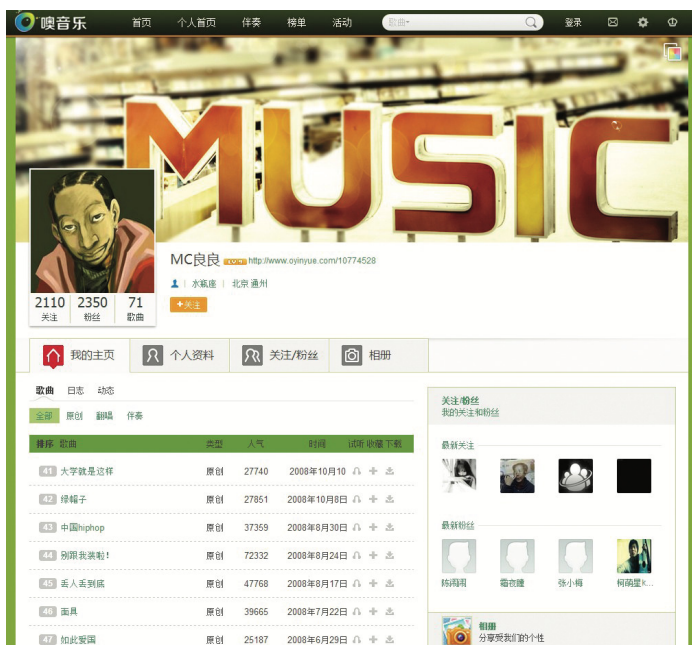 噢音乐 首页 个人首页 伴奏 榜单 活动 歌曲 登录
MUSIC
MC良良 http://www.oyinyue.com/10774528
水瓶座 北京 通州
+关注
2110 2350 71
关注 粉丝 歌曲
我的主页 个人资料 关注/粉丝 相册
歌曲 日志 动态
全部 原创 翻唱 伴奏
排序 歌曲 类型 人气 时间 试听 收藏 下载
41 大学就是这样 原创 27740 2008年10月10
42 绿帽子 原创 27851 2008年10月8日
43 中国hiphop 原创 37359 2008年8月30日
44 别跟我装啦! 原创 72332 2008年8月24日
45 丢人丢到底 原创 47768 2008年8月17日
46 面具 原创 39665 2008年7月22日
47 如此爱国 原创 25187 2008年6月29日
关注/粉丝
我的关注和粉丝
最新关注
最新粉丝
陈闹闹 霜夜瞳 张小梅 柯萌星k...
相册
分享受我们的个性